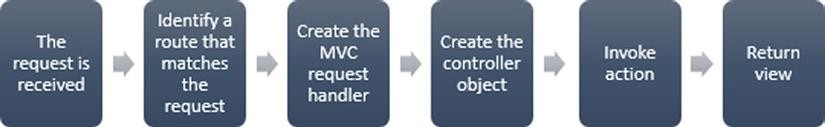 The
request is
received
Identify a
route that
matches
the
request
Create the
MVC
request
handler
Create the
controller
object
Invoke
action
Return
view